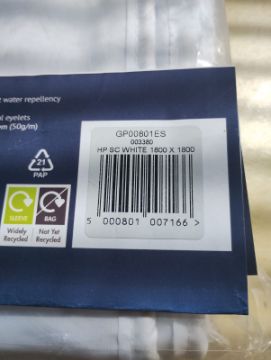 water repellency
al eyelets
(50g/m)
GP00801ES
003380
HP SC WHITE 1800 X 1800
21
PAP
SLEEVE
BAG
Widely
Recycled
Not Yet
Recycled
5 000801 007166 >